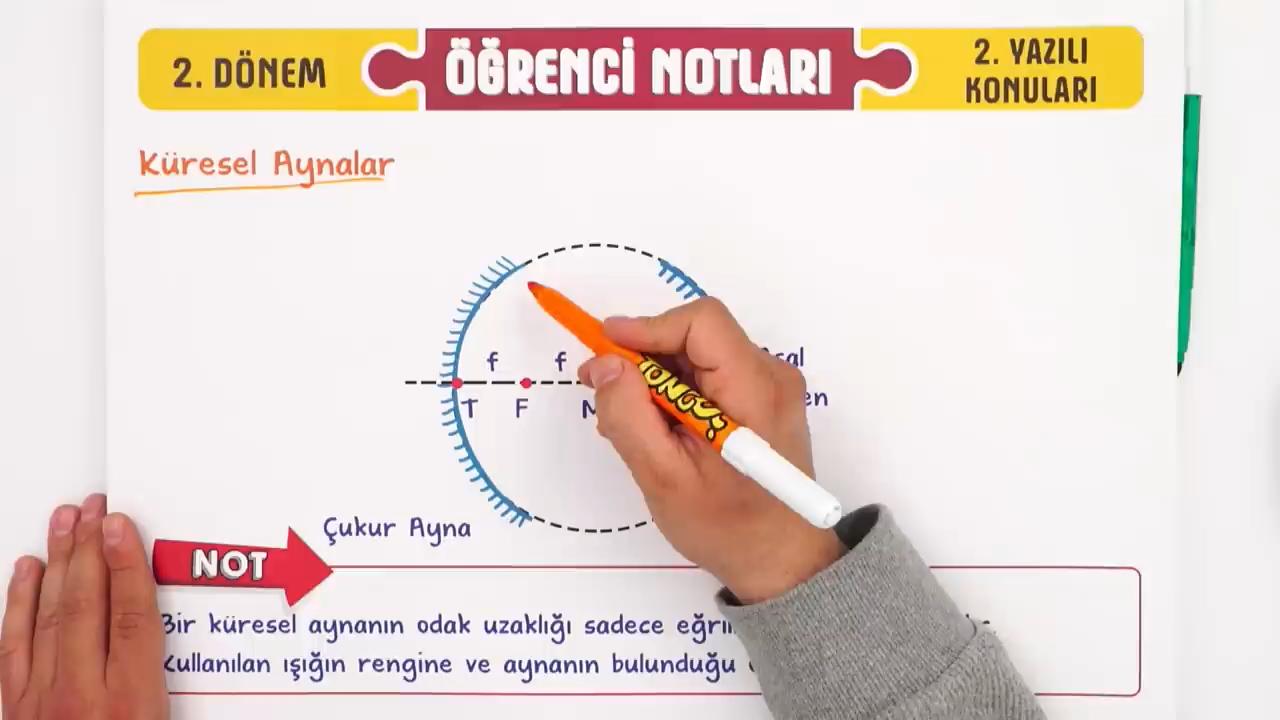 2. DÖNEM
ÖĞRENCİ NOTLARI
2. YAZILI
KONULARI
Küresel Aynalar
f f
T F
Çukur Ayna
NOT
Bir küresel aynanın odak uzaklığı sadece
kullanılan ışığın rengine ve aynanın bulunduğu